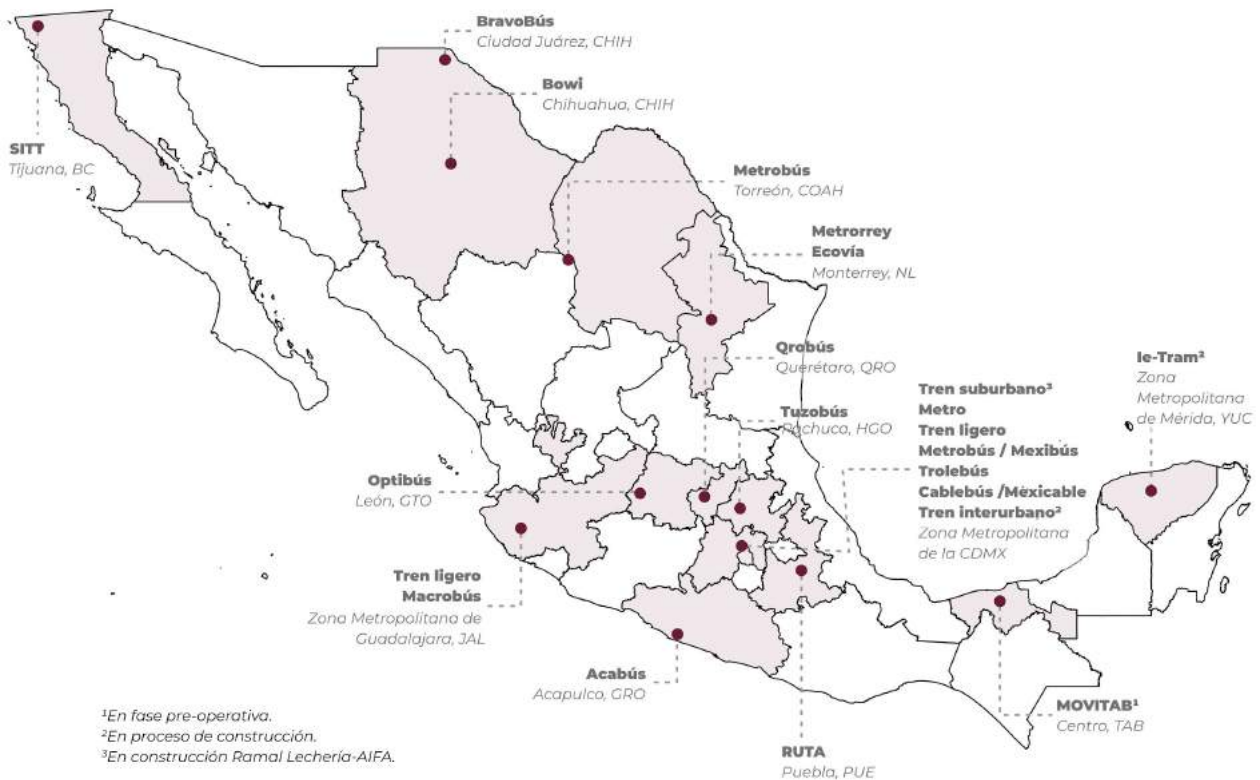 BravoBús
Ciudad Juárez, CHIH
Bowi
Chihuahua, CHIH
SITT
Tijuana, BC
Metrobús
Torreón, COAH
Metrorrey
Ecovía
Monterrey, NL
Qrobús
Querétaro, QRO
Tuzobús
Pachuca, HGO
Tren suburbano³
Metro
Tren ligero
Metrobús / Mexibús
Trolebús
Cablebús /Mexicable
Tren interurbano²
Zona Metropolitana
de la CDMX
Ie-Tram²
Zona
Metropolitana
de Mérida, YUC
Optibús
León, GTO
Tren ligero
Macrobús
Zona Metropolitana de
Guadalajara, JAL
Acabús
Acapulco, GRO
RUTA
Puebla, PUE
MOVITAB¹
Centro, TAB
¹En fase pre-operativa.
²En proceso de construcción.
³En construcción Ramal Lechería-AIFA.